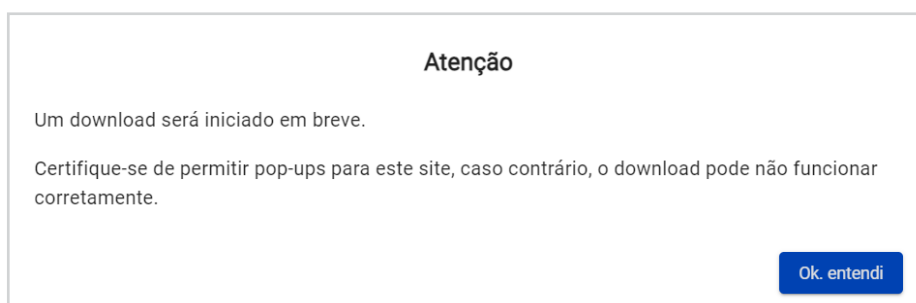 Atenção
Um download será iniciado em breve.
Certifique-se de permitir pop-ups para este site, caso contrário, o download pode não funcionar
corretamente.
Ok. entendi